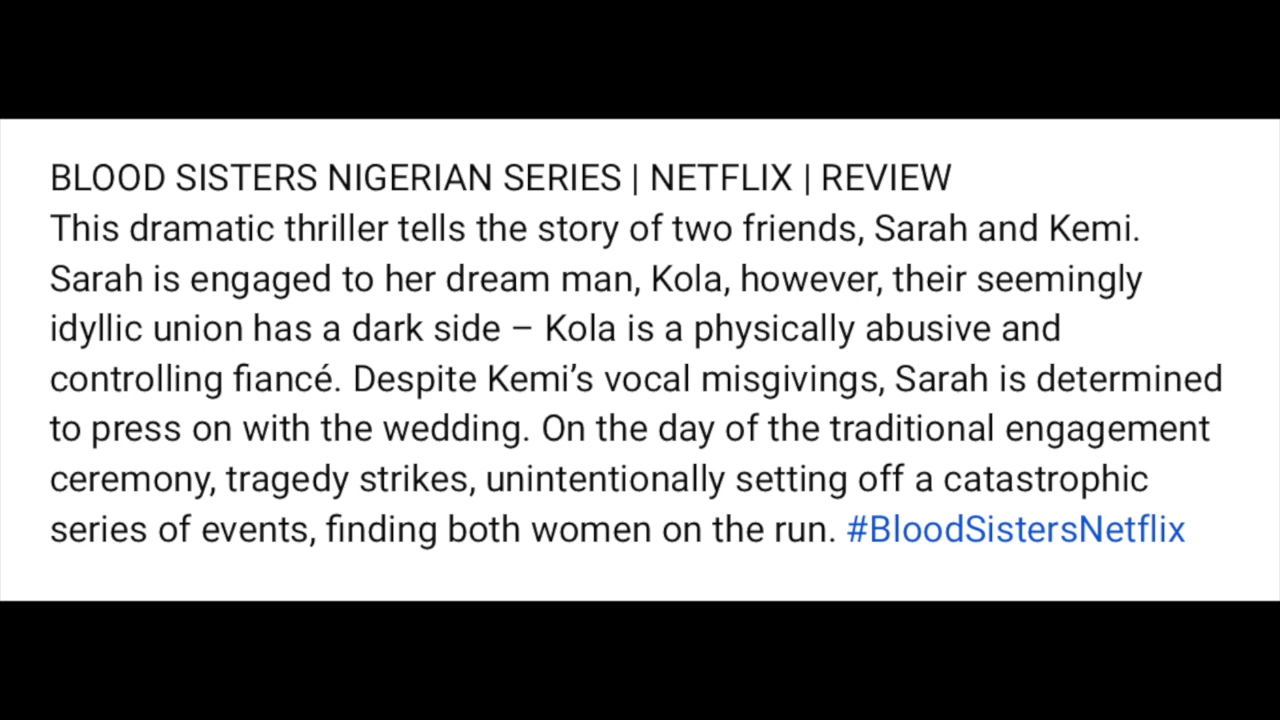 BLOOD SISTERS NIGERIAN SERIES | NETFLIX | REVIEW
This dramatic thriller tells the story of two friends, Sarah and Kemi.
Sarah is engaged to her dream man, Kola, however, their seemingly
idyllic union has a dark side – Kola is a physically abusive and
controlling fiancé. Despite Kemi’s vocal misgivings, Sarah is determined
to press on with the wedding. On the day of the traditional engagement
ceremony, tragedy strikes, unintentionally setting off a catastrophic
series of events, finding both women on the run. #BloodSistersNetflix